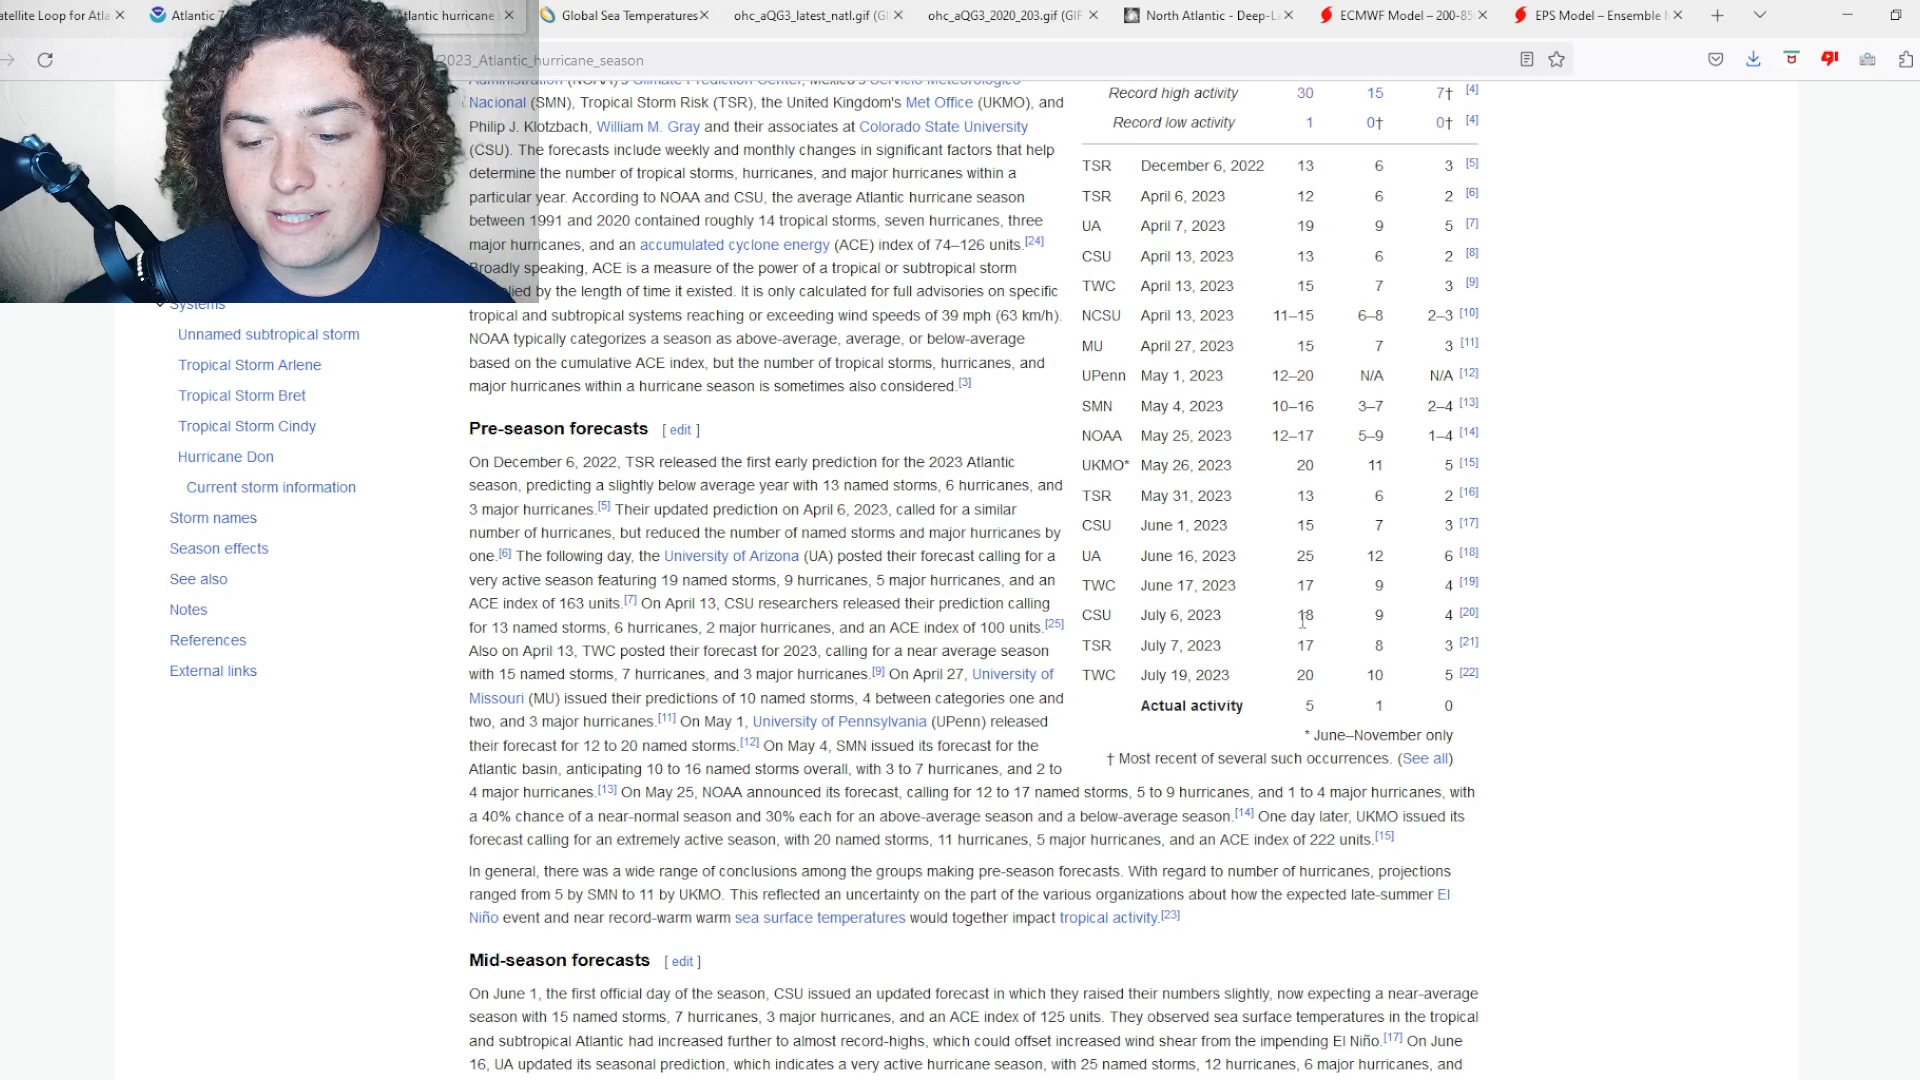 atellite Loop for Atla
Atlantic 7
tlantic hurricane
Global Sea Temperatures
ohc_aQG3_latest_natl.gif (GI
ohc_aQG3_2020_203.gif (GIF
North Atlantic - Deep-L
ECMWF Model – 200-85
EPS Model – Ensemble
2023_Atlantic_hurricane_season
Administration (NOAA)'s Climate Prediction Center, Mexico's Servicio Meteorológico
Nacional (SMN), Tropical Storm Risk (TSR), the United Kingdom's Met Office (UKMO), and
Philip J. Klotzbach, William M. Gray and their associates at Colorado State University
(CSU). The forecasts include weekly and monthly changes in significant factors that help
determine the number of tropical storms, hurricanes, and major hurricanes within a
particular year. According to NOAA and CSU, the average Atlantic hurricane season
between 1991 and 2020 contained roughly 14 tropical storms, seven hurricanes, three
major hurricanes, and an accumulated cyclone energy (ACE) index of 74–126 units.[24]
Broadly speaking, ACE is a measure of the power of a tropical or subtropical storm
lied by the length of time it existed. It is only calculated for full advisories on specific
tropical and subtropical systems reaching or exceeding wind speeds of 39 mph (63 km/h).
NOAA typically categorizes a season as above-average, average, or below-average
based on the cumulative ACE index, but the number of tropical storms, hurricanes, and
major hurricanes within a hurricane season is sometimes also considered.[3]
Record high activity 30 15 7† [4]
Record low activity 1 0† 0† [4]
TSR December 6, 2022 13 6 3 [5]
TSR April 6, 2023 12 6 2 [6]
UA April 7, 2023 19 9 5 [7]
CSU April 13, 2023 13 6 2 [8]
TWC April 13, 2023 15 7 3 [9]
NCSU April 13, 2023 11–15 6–8 2–3 [10]
MU April 27, 2023 15 7 3 [11]
UPenn May 1, 2023 12–20 N/A N/A [12]
SMN May 4, 2023 10–16 3–7 2–4 [13]
NOAA May 25, 2023 12–17 5–9 1–4 [14]
UKMO* May 26, 2023 20 11 5 [15]
TSR May 31, 2023 13 6 2 [16]
CSU June 1, 2023 15 7 3 [17]
UA June 16, 2023 25 12 6 [18]
TWC June 17, 2023 17 9 4 [19]
CSU July 6, 2023 18 9 4 [20]
TSR July 7, 2023 17 8 3 [21]
TWC July 19, 2023 20 10 5 [22]
Actual activity 5 1 0
* June–November only
† Most recent of several such occurrences. (See all)
Systems
Unnamed subtropical storm
Tropical Storm Arlene
Tropical Storm Bret
Tropical Storm Cindy
Hurricane Don
Current storm information
Storm names
Season effects
See also
Notes
References
External links
Pre-season forecasts [ edit ]
On December 6, 2022, TSR released the first early prediction for the 2023 Atlantic
season, predicting a slightly below average year with 13 named storms, 6 hurricanes, and
3 major hurricanes.[5] Their updated prediction on April 6, 2023, called for a similar
number of hurricanes, but reduced the number of named storms and major hurricanes by
one.[6] The following day, the University of Arizona (UA) posted their forecast calling for a
very active season featuring 19 named storms, 9 hurricanes, 5 major hurricanes, and an
ACE index of 163 units.[7] On April 13, CSU researchers released their prediction calling
for 13 named storms, 6 hurricanes, 2 major hurricanes, and an ACE index of 100 units.[25]
Also on April 13, TWC posted their forecast for 2023, calling for a near average season
with 15 named storms, 7 hurricanes, and 3 major hurricanes.[9] On April 27, University of
Missouri (MU) issued their predictions of 10 named storms, 4 between categories one and
two, and 3 major hurricanes.[11] On May 1, University of Pennsylvania (UPenn) released
their forecast for 12 to 20 named storms.[12] On May 4, SMN issued its forecast for the
Atlantic basin, anticipating 10 to 16 named storms overall, with 3 to 7 hurricanes, and 2 to
4 major hurricanes.[13] On May 25, NOAA announced its forecast, calling for 12 to 17 named storms, 5 to 9 hurricanes, and 1 to 4 major hurricanes, with
a 40% chance of a near-normal season and 30% each for an above-average season and a below-average season.[14] One day later, UKMO issued its
forecast calling for an extremely active season, with 20 named storms, 11 hurricanes, 5 major hurricanes, and an ACE index of 222 units.[15]
In general, there was a wide range of conclusions among the groups making pre-season forecasts. With regard to number of hurricanes, projections
ranged from 5 by SMN to 11 by UKMO. This reflected an uncertainty on the part of the various organizations about how the expected late-summer El
Niño event and near record-warm warm sea surface temperatures would together impact tropical activity.[23]
Mid-season forecasts [ edit ]
On June 1, the first official day of the season, CSU issued an updated forecast in which they raised their numbers slightly, now expecting a near-average
season with 15 named storms, 7 hurricanes, 3 major hurricanes, and an ACE index of 125 units. They observed sea surface temperatures in the tropical
and subtropical Atlantic had increased further to almost record-highs, which could offset increased wind shear from the impending El Niño.[17] On June
16, UA updated its seasonal prediction, which indicates a very active hurricane season, with 25 named storms, 12 hurricanes, 6 major hurricanes, and